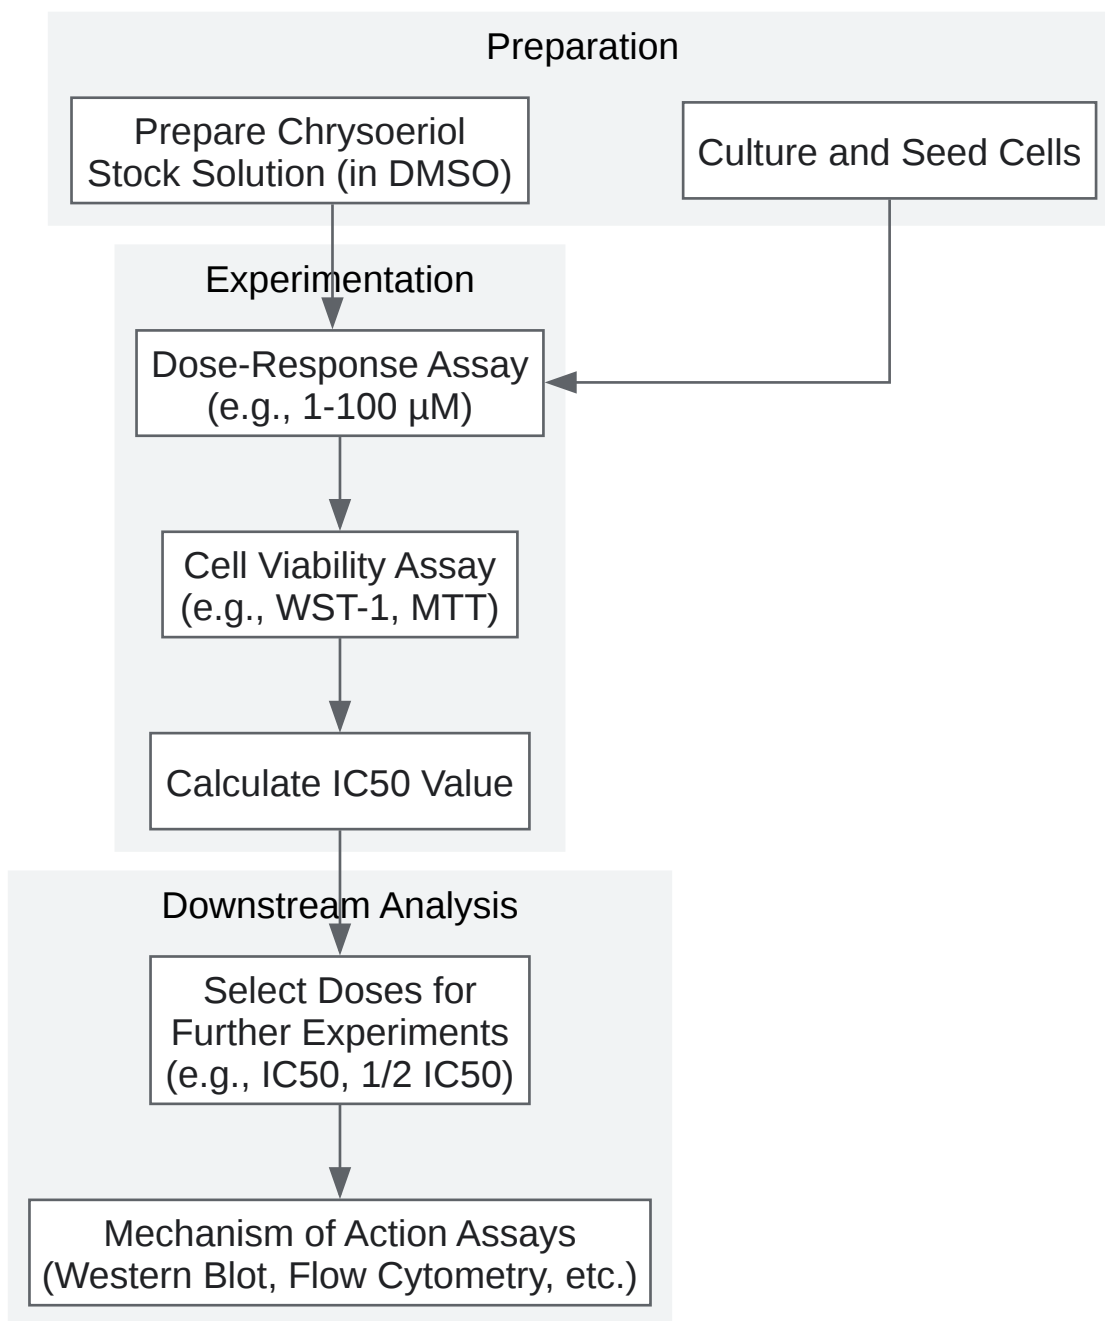 Preparation
Prepare Chrysoeriol
Stock Solution (in DMSO)
Culture and Seed Cells
Experimentation
Dose-Response Assay
(e.g., 1-100 µM)
Cell Viability Assay
(e.g., WST-1, MTT)
Calculate IC50 Value
Downstream Analysis
Select Doses for
Further Experiments
(e.g., IC50, 1/2 IC50)
Mechanism of Action Assays
(Western Blot, Flow Cytometry, etc.)